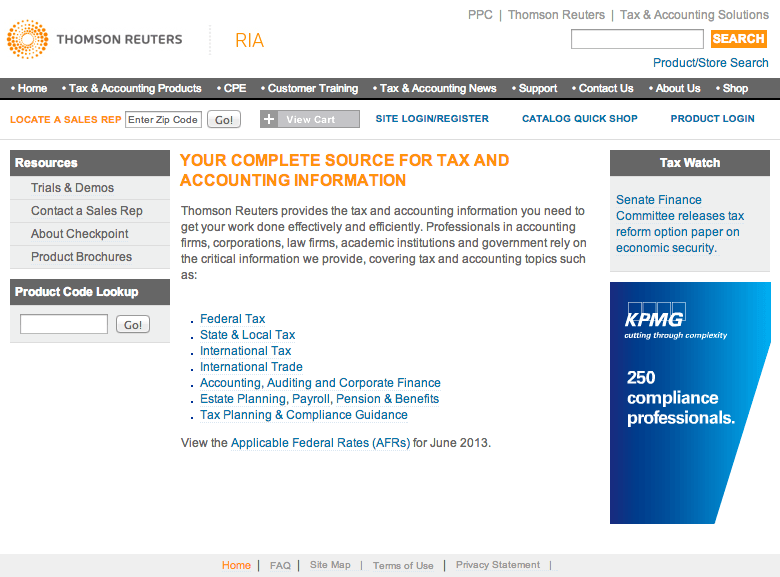 PPC | Thomson Reuters | Tax & Accounting Solutions
THOMSON REUTERS
RIA
SEARCH
Product/Store Search
• Home • Tax & Accounting Products • CPE • Customer Training • Tax & Accounting News • Support • Contact Us • About Us • Shop
LOCATE A SALES REP Enter Zip Code Go! + View Cart SITE LOGIN/REGISTER CATALOG QUICK SHOP PRODUCT LOGIN
Resources
Trials & Demos
Contact a Sales Rep
About Checkpoint
Product Brochures
Product Code Lookup
Go!
YOUR COMPLETE SOURCE FOR TAX AND
ACCOUNTING INFORMATION
Thomson Reuters provides the tax and accounting information you need to
get your work done effectively and efficiently. Professionals in accounting
firms, corporations, law firms, academic institutions and government rely on
the critical information we provide, covering tax and accounting topics such
as:
Federal Tax
State & Local Tax
International Tax
International Trade
Accounting, Auditing and Corporate Finance
Estate Planning, Payroll, Pension & Benefits
Tax Planning & Compliance Guidance
View the Applicable Federal Rates (AFRs) for June 2013.
Tax Watch
Senate Finance
Committee releases tax
reform option paper on
economic security.
KPMG
cutting through complexity
250
compliance
professionals.
Home | FAQ | Site Map | Terms of Use | Privacy Statement |